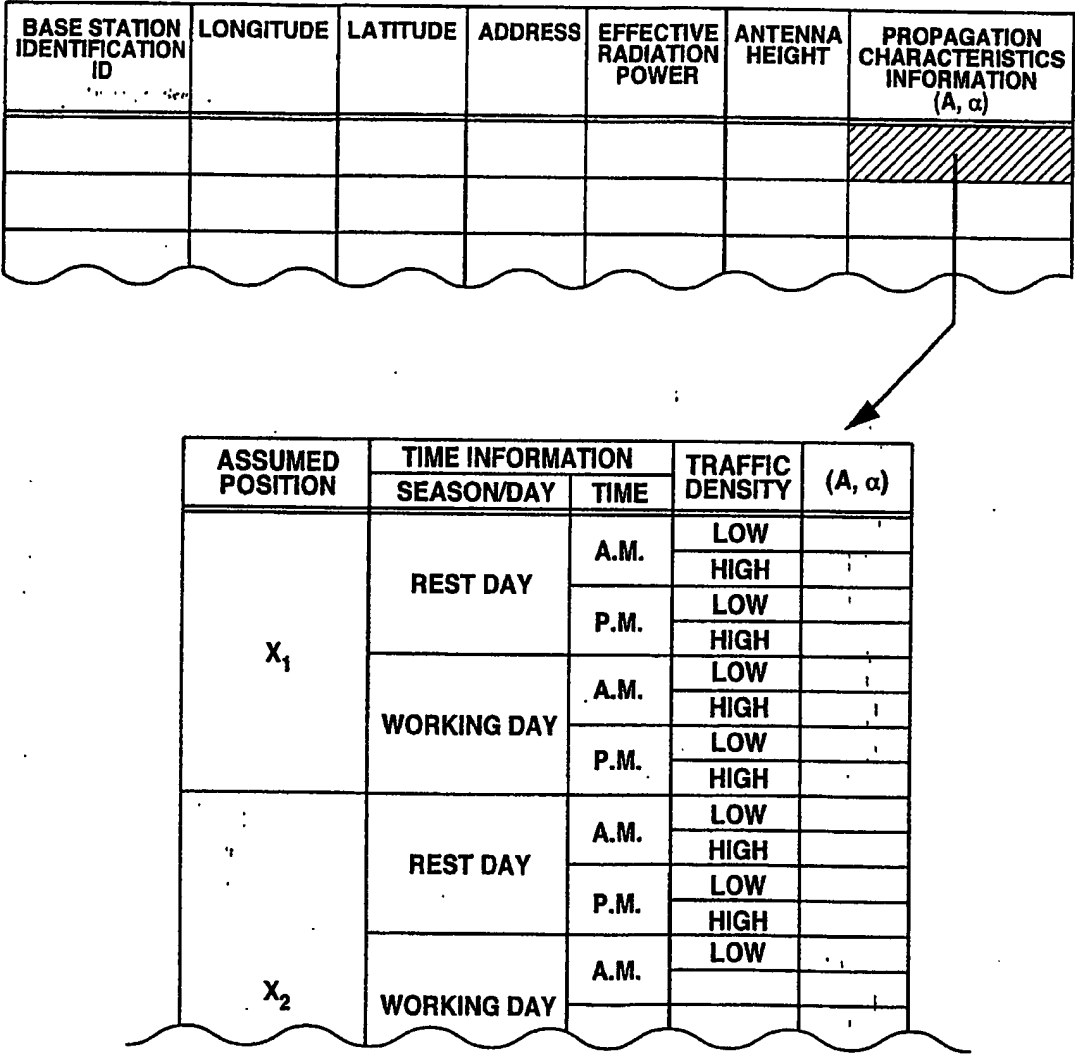 BASE STATION
IDENTIFICATION
ID
LONGITUDE
LATITUDE
ADDRESS
EFFECTIVE
RADIATION
POWER
ANTENNA
HEIGHT
PROPAGATION
CHARACTERISTICS
INFORMATION
(A, α)
ASSUMED
POSITION
TIME INFORMATION
SEASON/DAY
TIME
TRAFFIC
DENSITY
(A, α)
X1
REST DAY
A.M.
LOW
HIGH
P.M.
LOW
HIGH
WORKING DAY
A.M.
LOW
HIGH
P.M.
LOW
HIGH
X2
REST DAY
A.M.
LOW
HIGH
P.M.
LOW
HIGH
WORKING DAY
A.M.
LOW